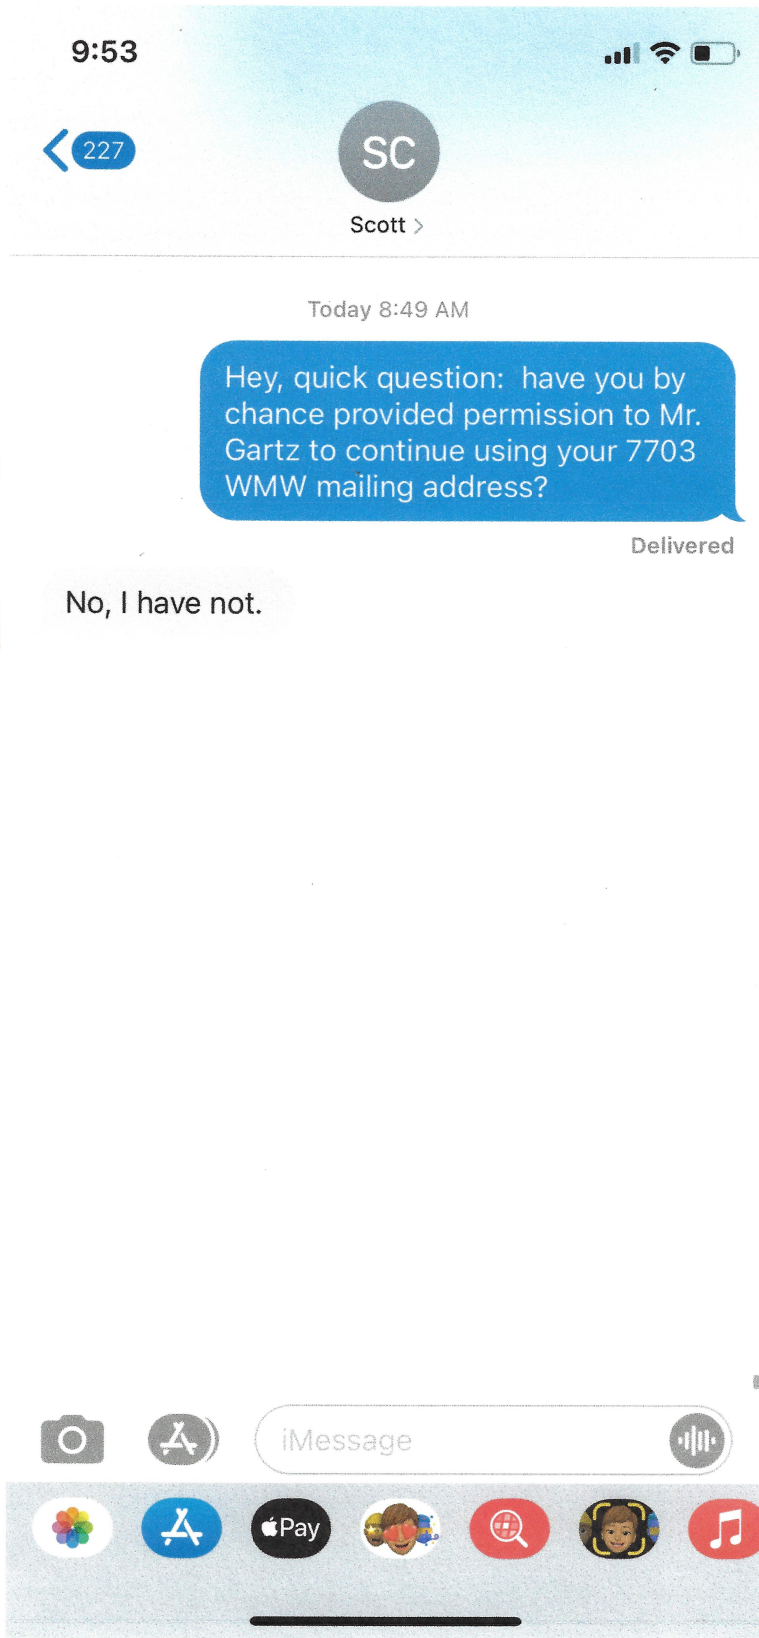 9:53
227
SC
Scott >
Today 8:49 AM
Hey, quick question:  have you by
chance provided permission to Mr.
Gartz to continue using your 7703
WMW mailing address?
Delivered
No, I have not.
iMessage
Pay